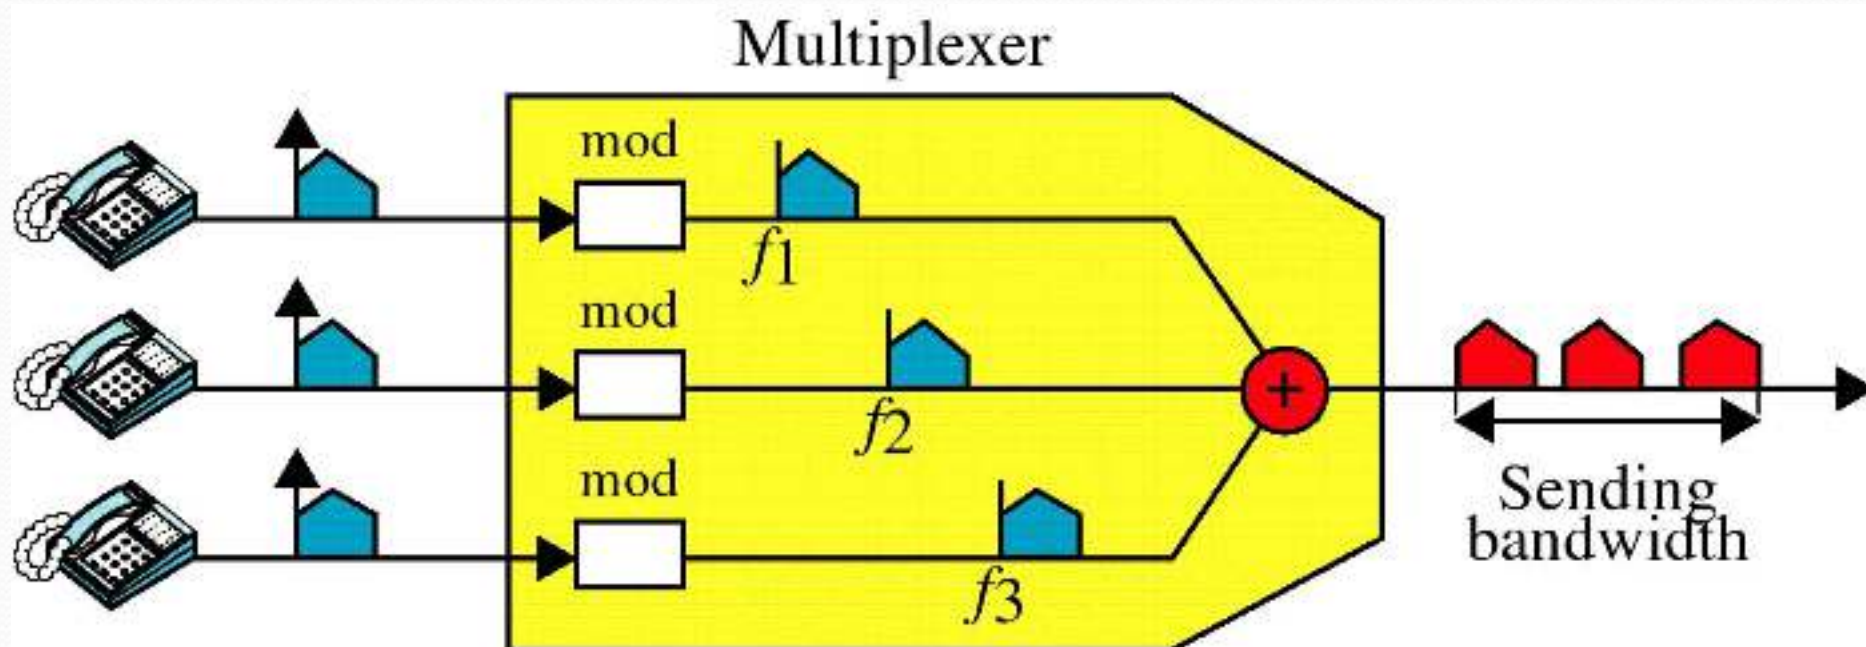 Multiplexer
mod
f1
mod
f2
mod
f3
+
Sending
bandwidth